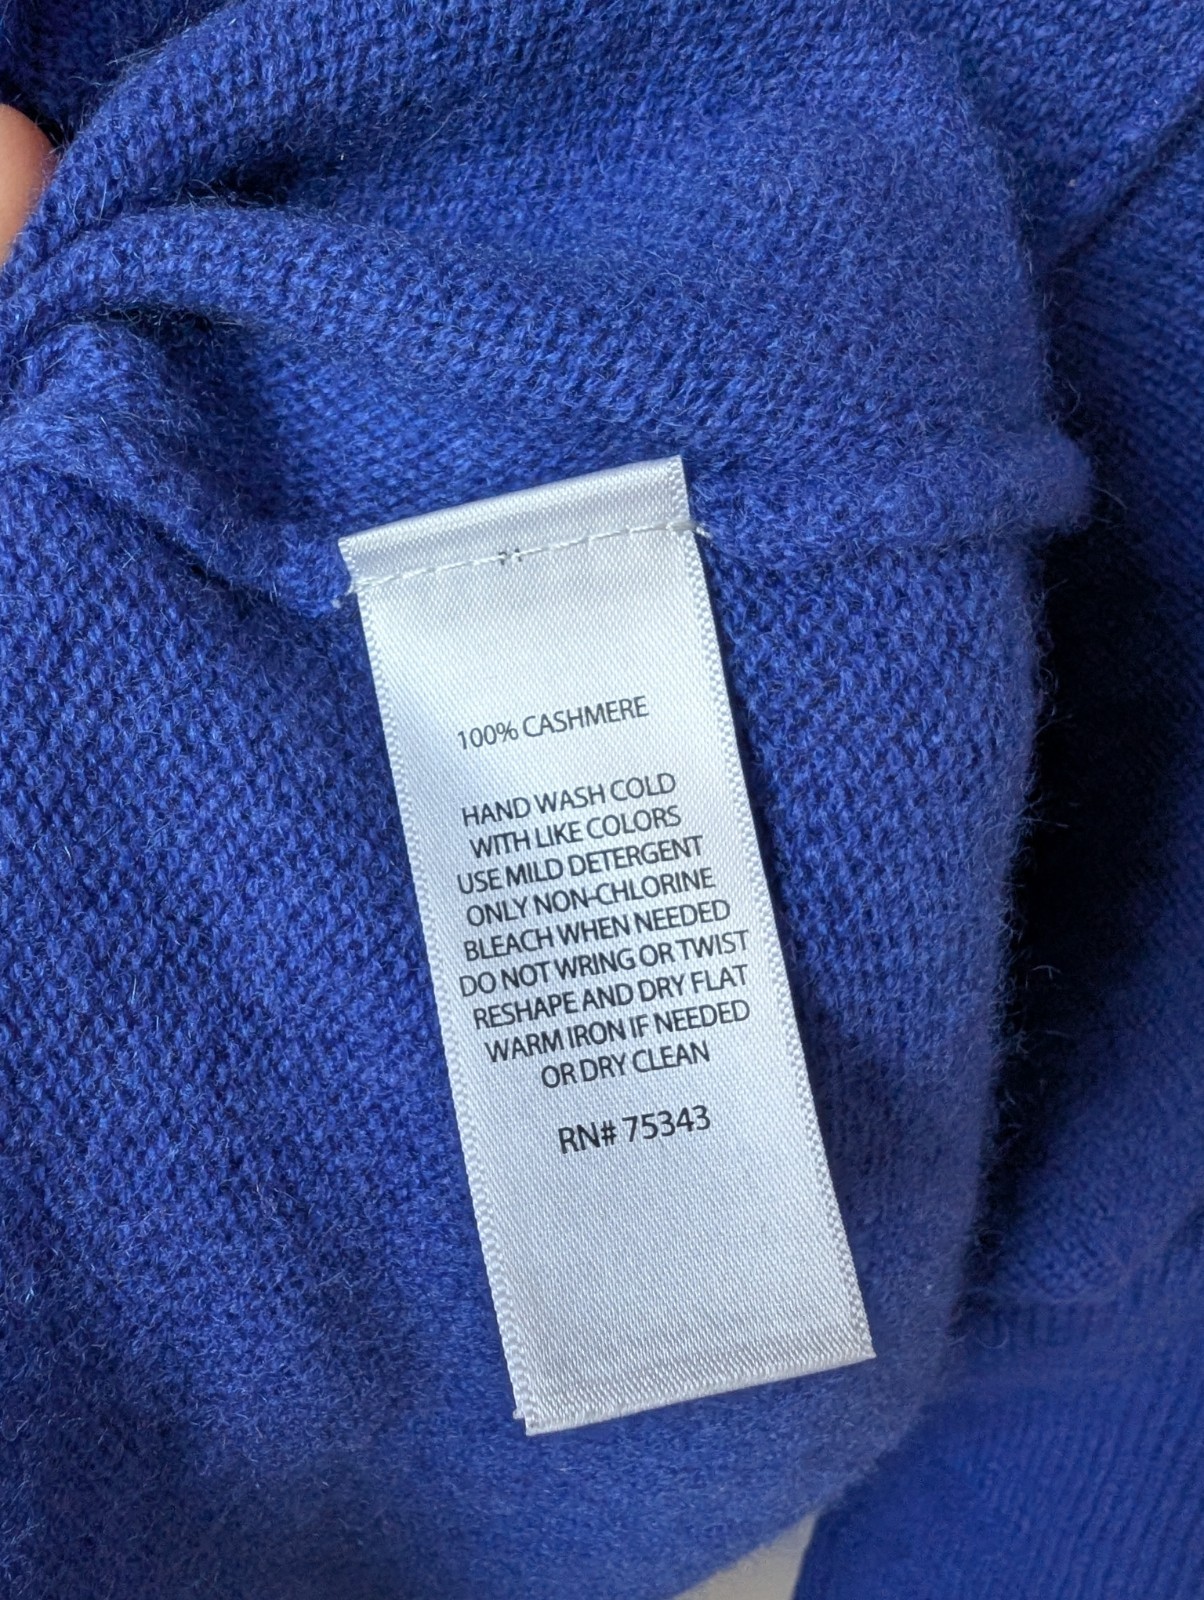 100% CASHMERE
HAND WASH COLD
WITH LIKE COLORS
USE MILD DETERGENT
ONLY NON-CHLORINE
BLEACH WHEN NEEDED
DO NOT WRING OR TWIST
RESHAPE AND DRY FLAT
WARM IRON IF NEEDED
OR DRY CLEAN
RN# 75343